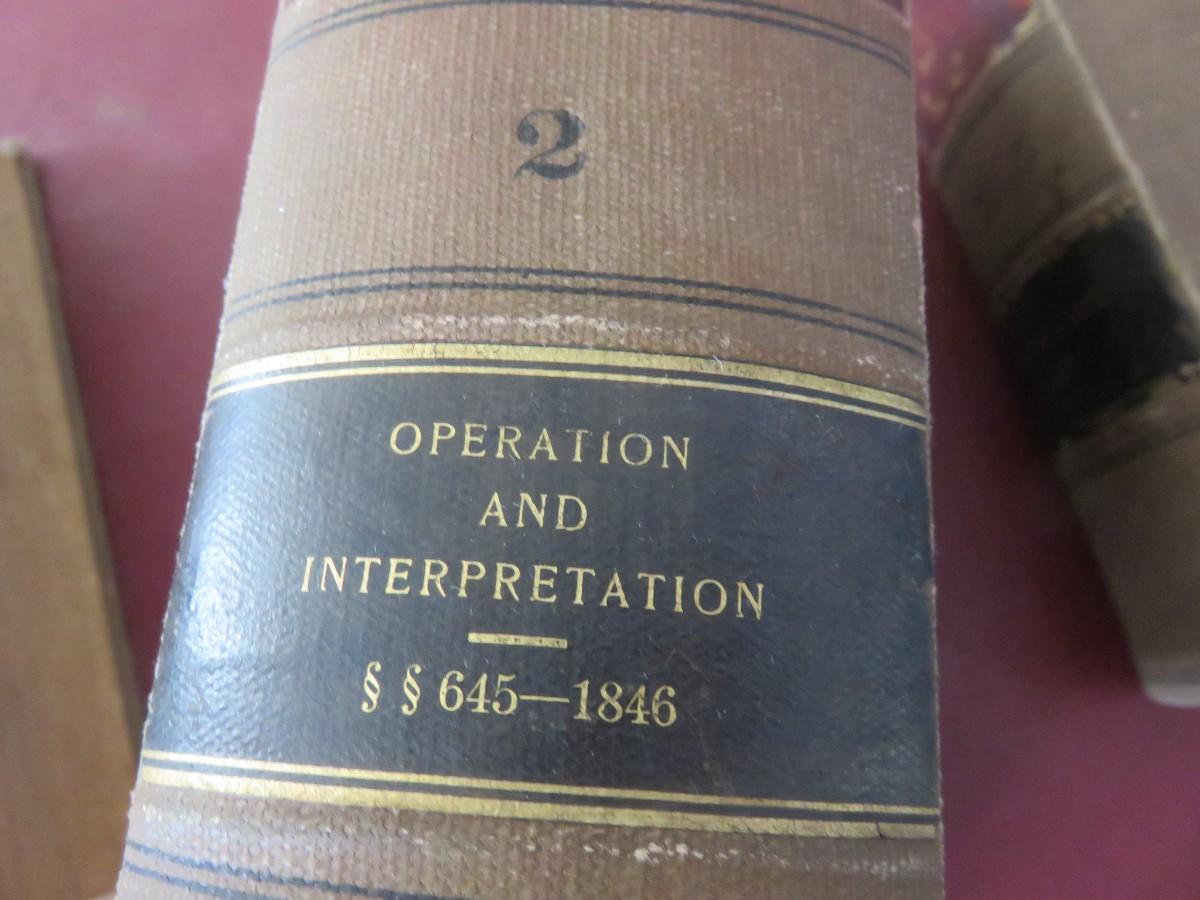 2
OPERATION
AND
INTERPRETATION
§ § 645—1846